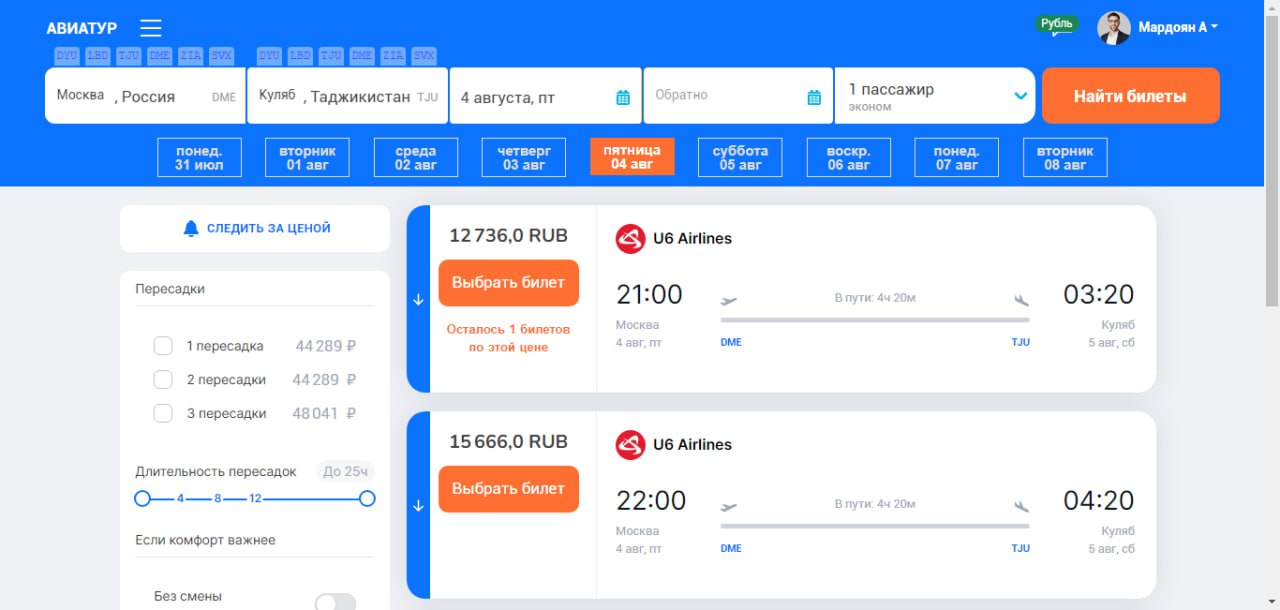 АВИАТУР
Рубль
Мардоян А
DYU LBD TJU DME ZIA SVX DYU LBD TJU DME ZIA SVX
Москва , Россия DME Куляб , Таджикистан TJU 4 августа, пт Обратно 1 пассажир
эконом
Найти билеты
понед. вторник среда четверг пятница суббота воскр. понед. вторник
31 июл 01 авг 02 авг 03 авг 04 авг 05 авг 06 авг 07 авг 08 авг
СЛЕДИТЬ ЗА ЦЕНОЙ
Пересадки
1 пересадка 44 289 ₽
2 пересадки 44 289 ₽
3 пересадки 48 041 ₽
Длительность пересадок До 25ч
4 8 12
Если комфорт важнее
Без смены
12 736,0 RUB
Выбрать билет
Осталось 1 билетов
по этой цене
U6 Airlines
21:00 В пути: 4ч 20м 03:20
Москва Куляб
4 авг, пт DME TJU 5 авг, сб
15 666,0 RUB
Выбрать билет
U6 Airlines
22:00 В пути: 4ч 20м 04:20
Москва Куляб
4 авг, пт DME TJU 5 авг, сб